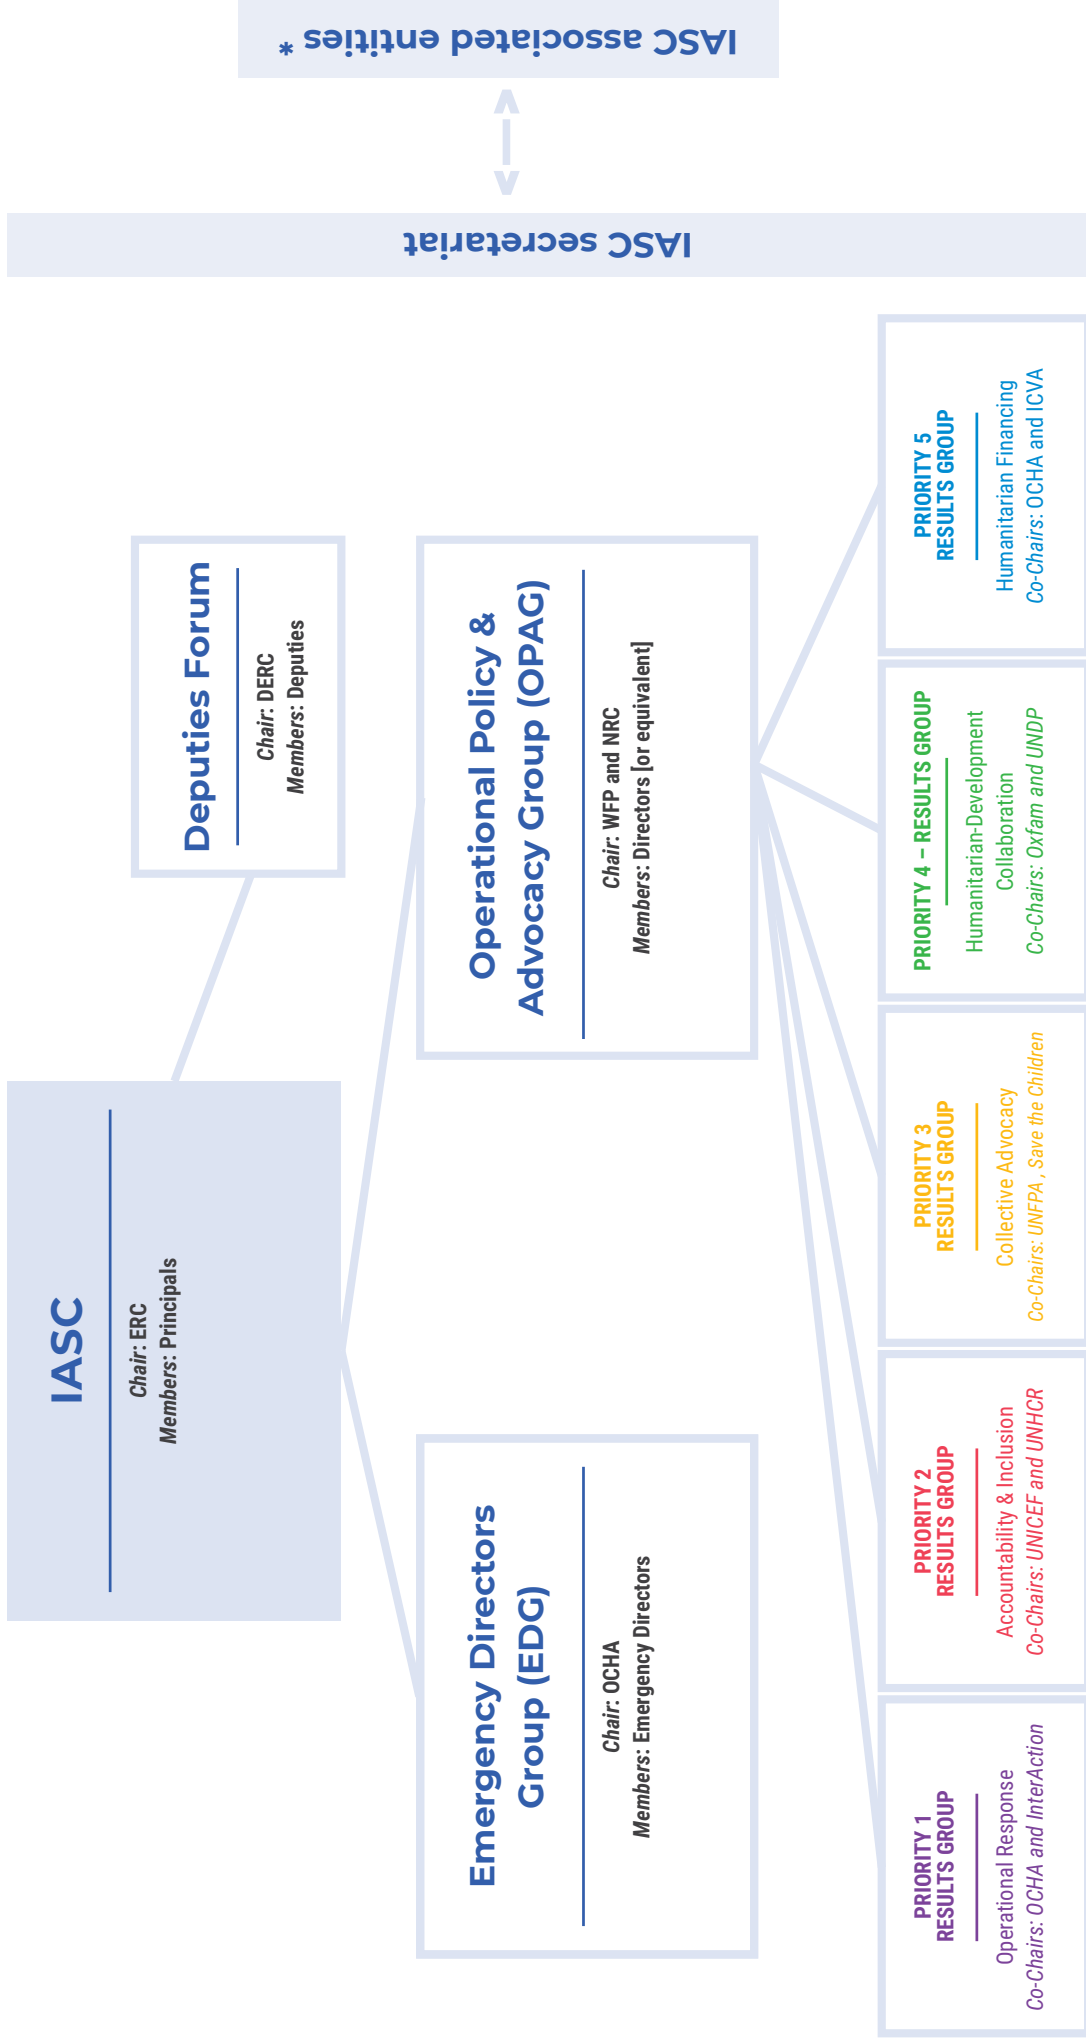 IASC
Chair: ERC
Members: Principals
Deputies Forum
Chair: DERC
Members: Deputies
Emergency Directors
Group (EDG)
Chair: OCHA
Members: Emergency Directors
Operational Policy &
Advocacy Group (OPAG)
Chair: WFP and NRC
Members: Directors [or equivalent]
PRIORITY 1
RESULTS GROUP
Operational Response
Co-Chairs: OCHA and InterAction
PRIORITY 2
RESULTS GROUP
Accountability & Inclusion
Co-Chairs: UNICEF and UNHCR
PRIORITY 3
RESULTS GROUP
Collective Advocacy
Co-Chairs: UNFPA , Save the Children
PRIORITY 4 – RESULTS GROUP
Humanitarian-Development
Collaboration
Co-Chairs: Oxfam and UNDP
PRIORITY 5
RESULTS GROUP
Humanitarian Financing
Co-Chairs: OCHA and ICVA
IASC secretariat
IASC associated entities *